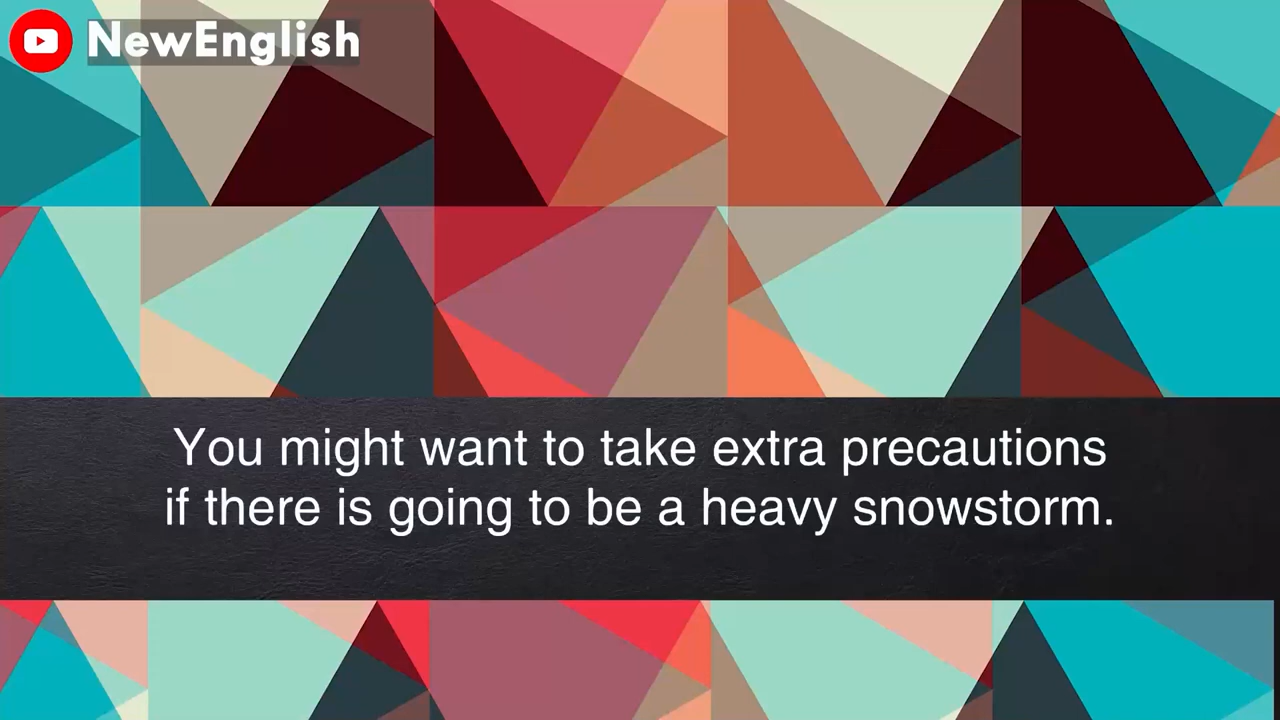 NewEnglish
You might want to take extra precautions
if there is going to be a heavy snowstorm.